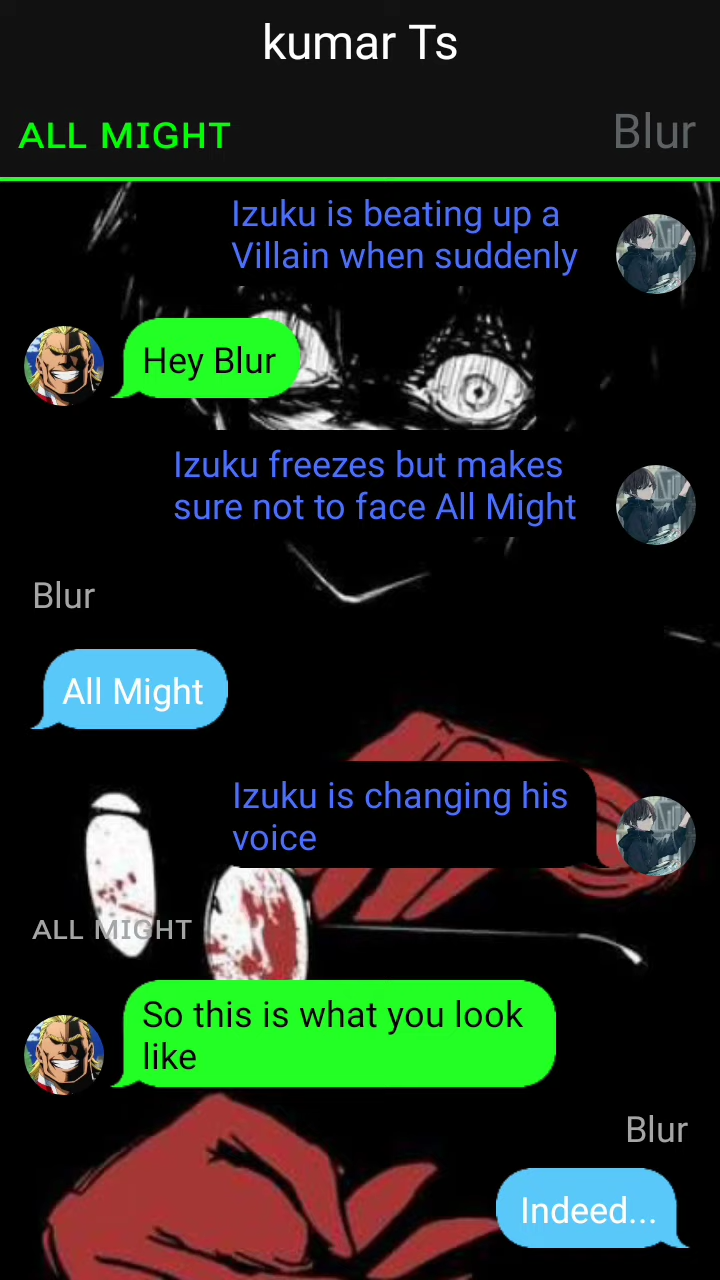 kumar Ts
ALL MIGHT
Blur
Izuku is beating up a
Villain when suddenly
Hey Blur
Izuku freezes but makes
sure not to face All Might
Blur
All Might
Izuku is changing his
voice
ALL MIGHT
So this is what you look
like
Blur
Indeed...